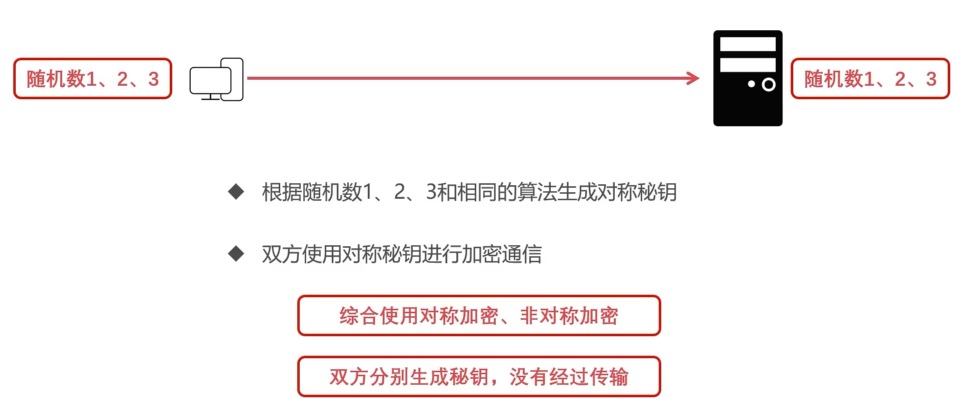 随机数1、2、3
随机数1、2、3
根据随机数1、2、3和相同的算法生成对称秘钥
双方使用对称秘钥进行加密通信
综合使用对称加密、非对称加密
双方分别生成秘钥，没有经过传输